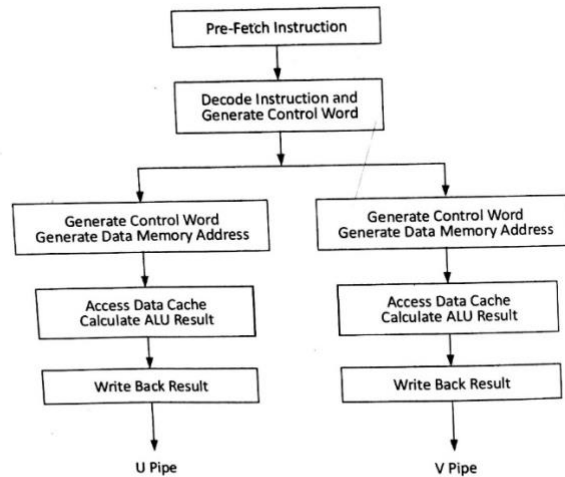 Pre-Fetch Instruction
Decode Instruction and
Generate Control Word
Generate Control Word
Generate Data Memory Address
Access Data Cache
Calculate ALU Result
Write Back Result
U Pipe
Generate Control Word
Generate Data Memory Address
Access Data Cache
Calculate ALU Result
Write Back Result
V Pipe